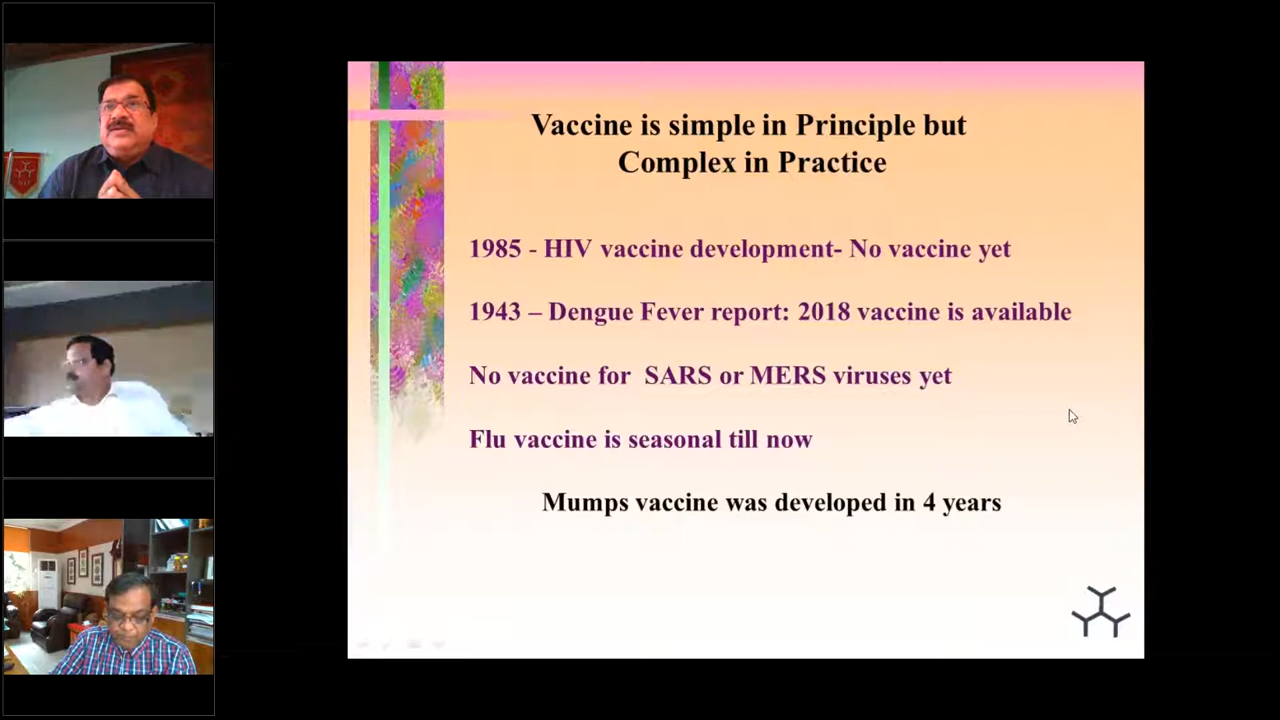 Vaccine is simple in Principle but
Complex in Practice
1985 - HIV vaccine development- No vaccine yet
1943 – Dengue Fever report: 2018 vaccine is available
No vaccine for SARS or MERS viruses yet
Flu vaccine is seasonal till now
Mumps vaccine was developed in 4 years